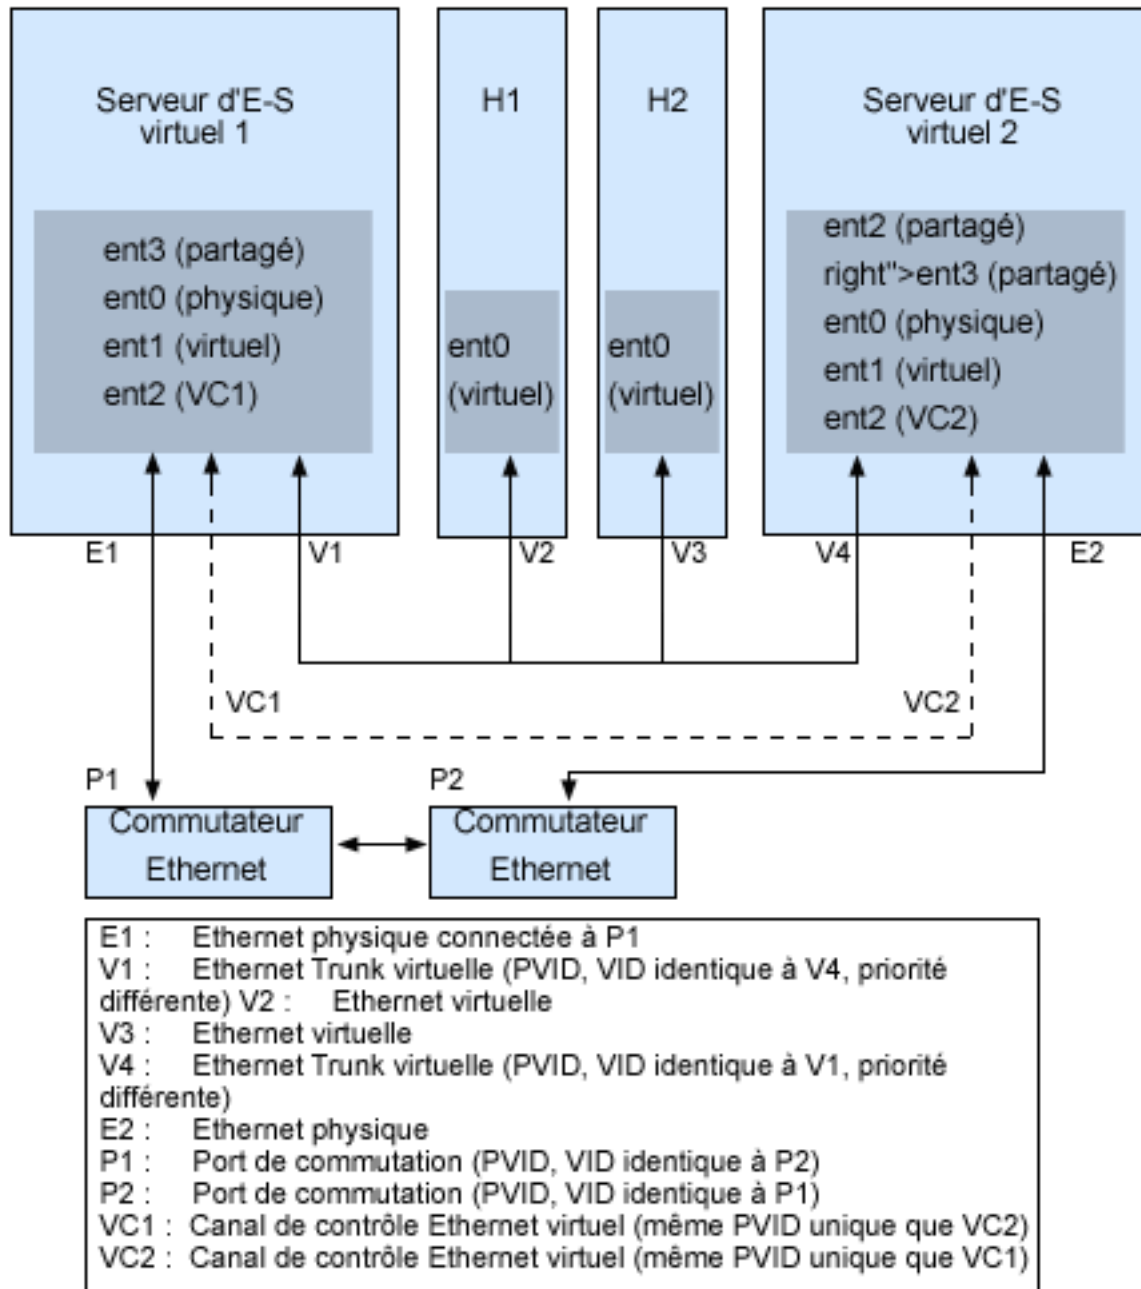 Serveur d'E-S
virtuel 1
H1
H2
Serveur d'E-S
virtuel 2
ent3 (partagé)
ent0 (physique)
ent1 (virtuel)
ent2 (VC1)
ent0
(virtuel)
ent0
(virtuel)
ent2 (partagé)
right">ent3 (partagé)
ent0 (physique)
ent1 (virtuel)
ent2 (VC2)
E1
V1
V2
V3
V4
E2
VC1
VC2
P1
P2
Commutateur
Ethernet
Commutateur
Ethernet
E1 : Ethernet physique connectée à P1
V1 : Ethernet Trunk virtuelle (PVID, VID identique à V4, priorité
différente) V2 : Ethernet virtuelle
V3 : Ethernet virtuelle
V4 : Ethernet Trunk virtuelle (PVID, VID identique à V1, priorité
différente)
E2 : Ethernet physique
P1 : Port de commutation (PVID, VID identique à P2)
P2 : Port de commutation (PVID, VID identique à P1)
VC1 : Canal de contrôle Ethernet virtuel (même PVID unique que VC2)
VC2 : Canal de contrôle Ethernet virtuel (même PVID unique que VC1)